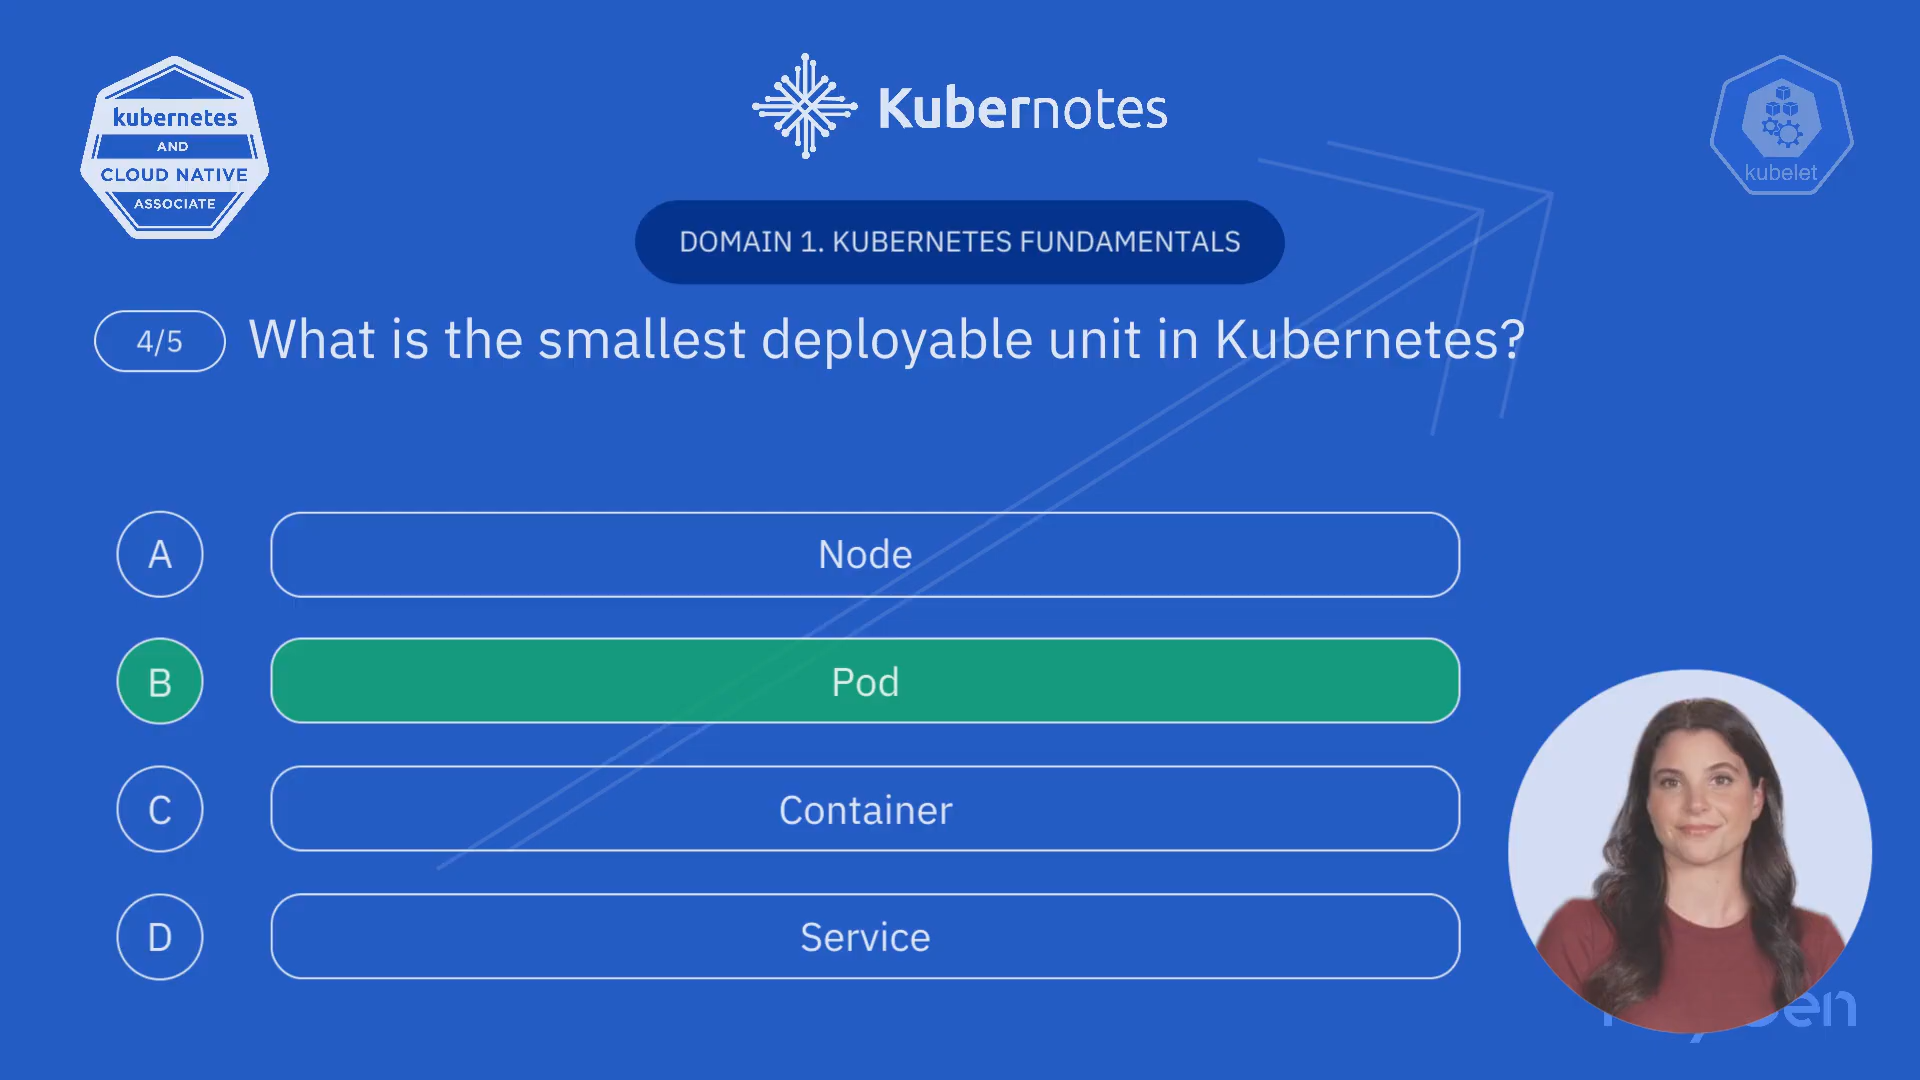 kubernetes
AND
CLOUD NATIVE
ASSOCIATE
Kubernotes
kubelet
DOMAIN 1. KUBERNETES FUNDAMENTALS
4/5 What is the smallest deployable unit in Kubernetes?
A Node
B Pod
C Container
D Service